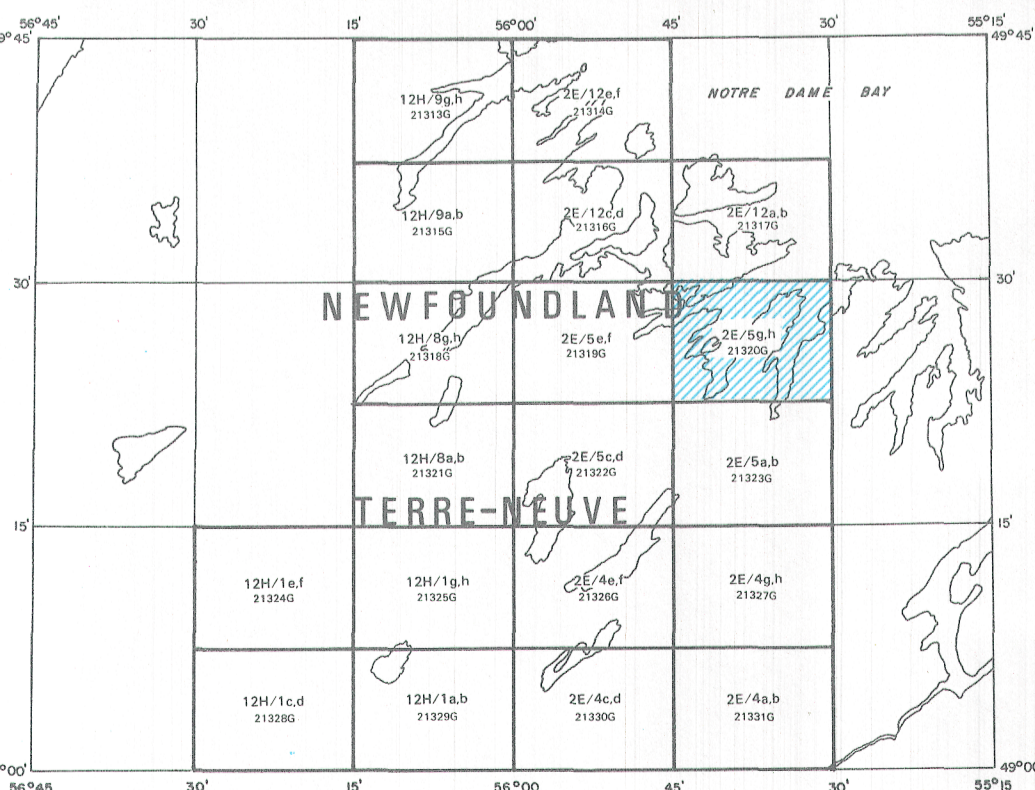 56°45' 30' 15' 56°00' 45' 30' 55°15'
9°45' 49°45'
NOTRE DAME BAY
12H/9g,h 2E/12e,f
21313G 21314G
12H/9a,b 2E/12c,d 2E/12a,b
21315G 21316G 21317G
30' 30'
NEWFOUNDLAND
12H/8g,h 2E/5e,f 2E/5g,h
21318G 21319G 21320G
12H/8a,b 2E/5c,d 2E/5a,b
21321G 21322G 21323G
TERRE-NEUVE
15' 15'
12H/1e,f 12H/1g,h 2E/4e,f 2E/4g,h
21324G 21325G 21326G 21327G
12H/1c,d 12H/1a,b 2E/4c,d 2E/4a,b
21328G 21329G 21330G 21331G
°00' 49°00
56°45' 30' 15' 56°00' 45' 30' 55°15'